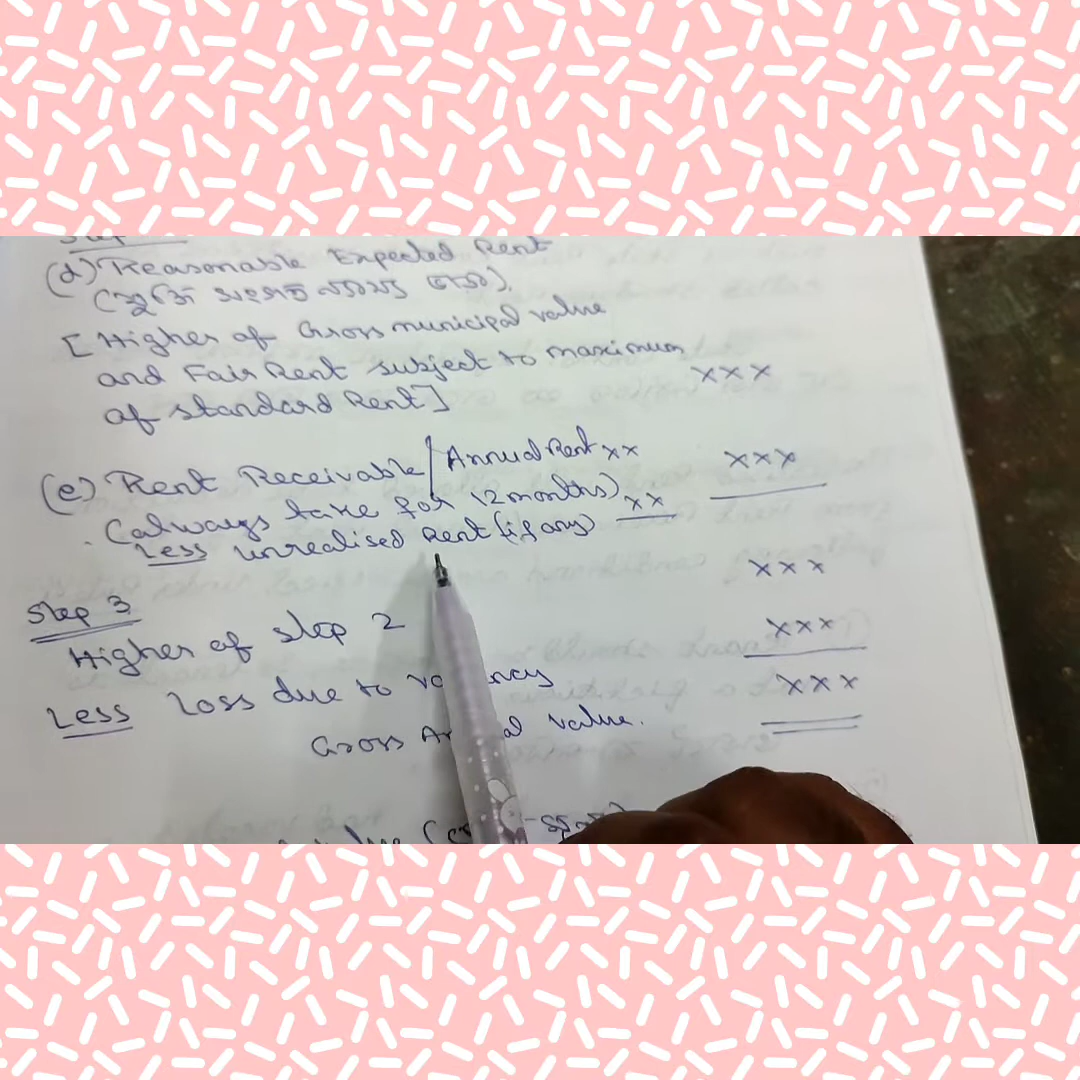 (d) Reasonable Expected Rent
[Higher of Gross municipal value
and Fair Rent subject to maximum
of standard Rent] xxx
(e) Rent Receivable / Annual Rent xx xxx
(always take for 12 months) xx
Less unrealised Rent (if any)
xxx
Step 3
Higher of step 2 xxx
Less Loss due to xxx
Gross value.